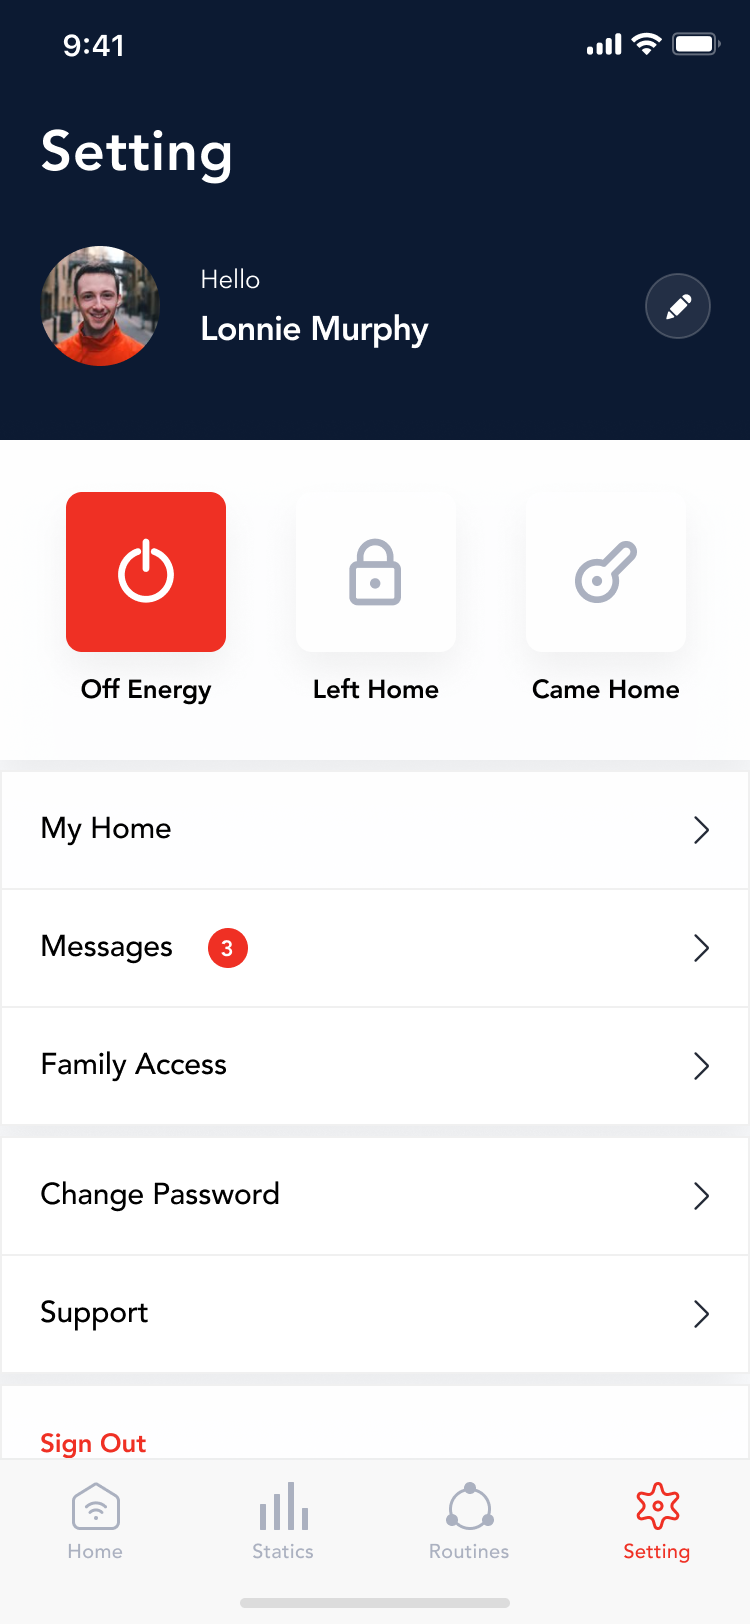 9:41
Setting
Hello
Lonnie Murphy
Off Energy
Left Home
Came Home
My Home
Messages 3
Family Access
Change Password
Support
Sign Out
Home
Statics
Routines
Setting